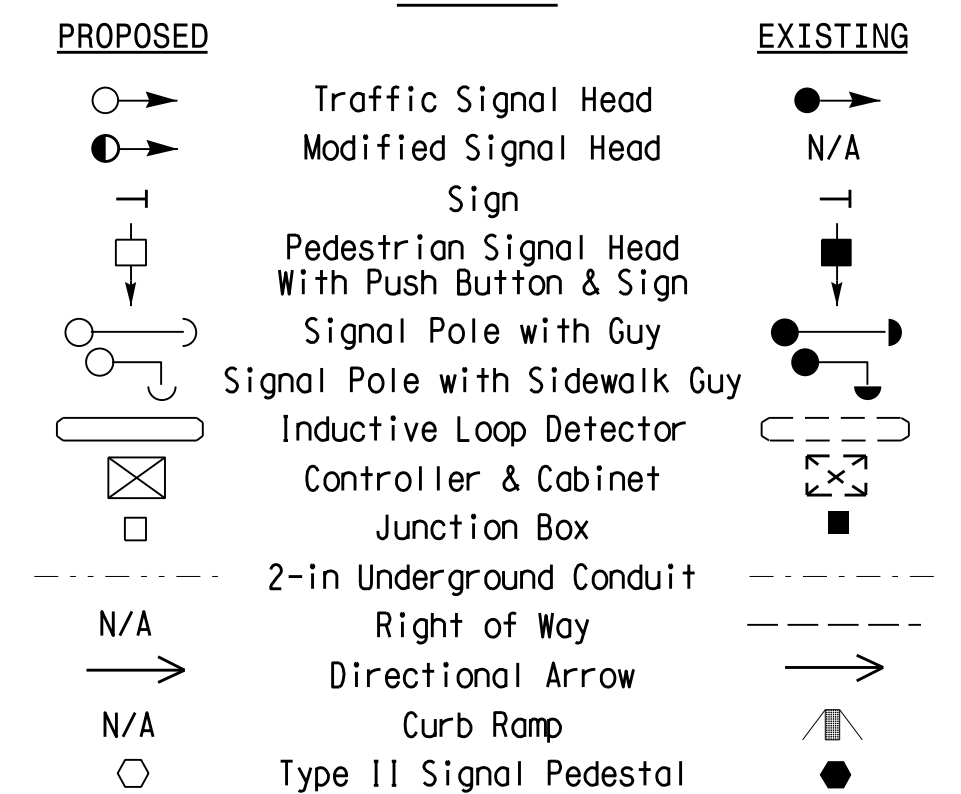 PROPOSED EXISTING
Traffic Signal Head
Modified Signal Head N/A
Sign
Pedestrian Signal Head
With Push Button & Sign
Signal Pole with Guy
Signal Pole with Sidewalk Guy
Inductive Loop Detector
Controller & Cabinet
Junction Box
2-in Underground Conduit
N/A Right of Way
Directional Arrow
N/A Curb Ramp
Type II Signal Pedestal